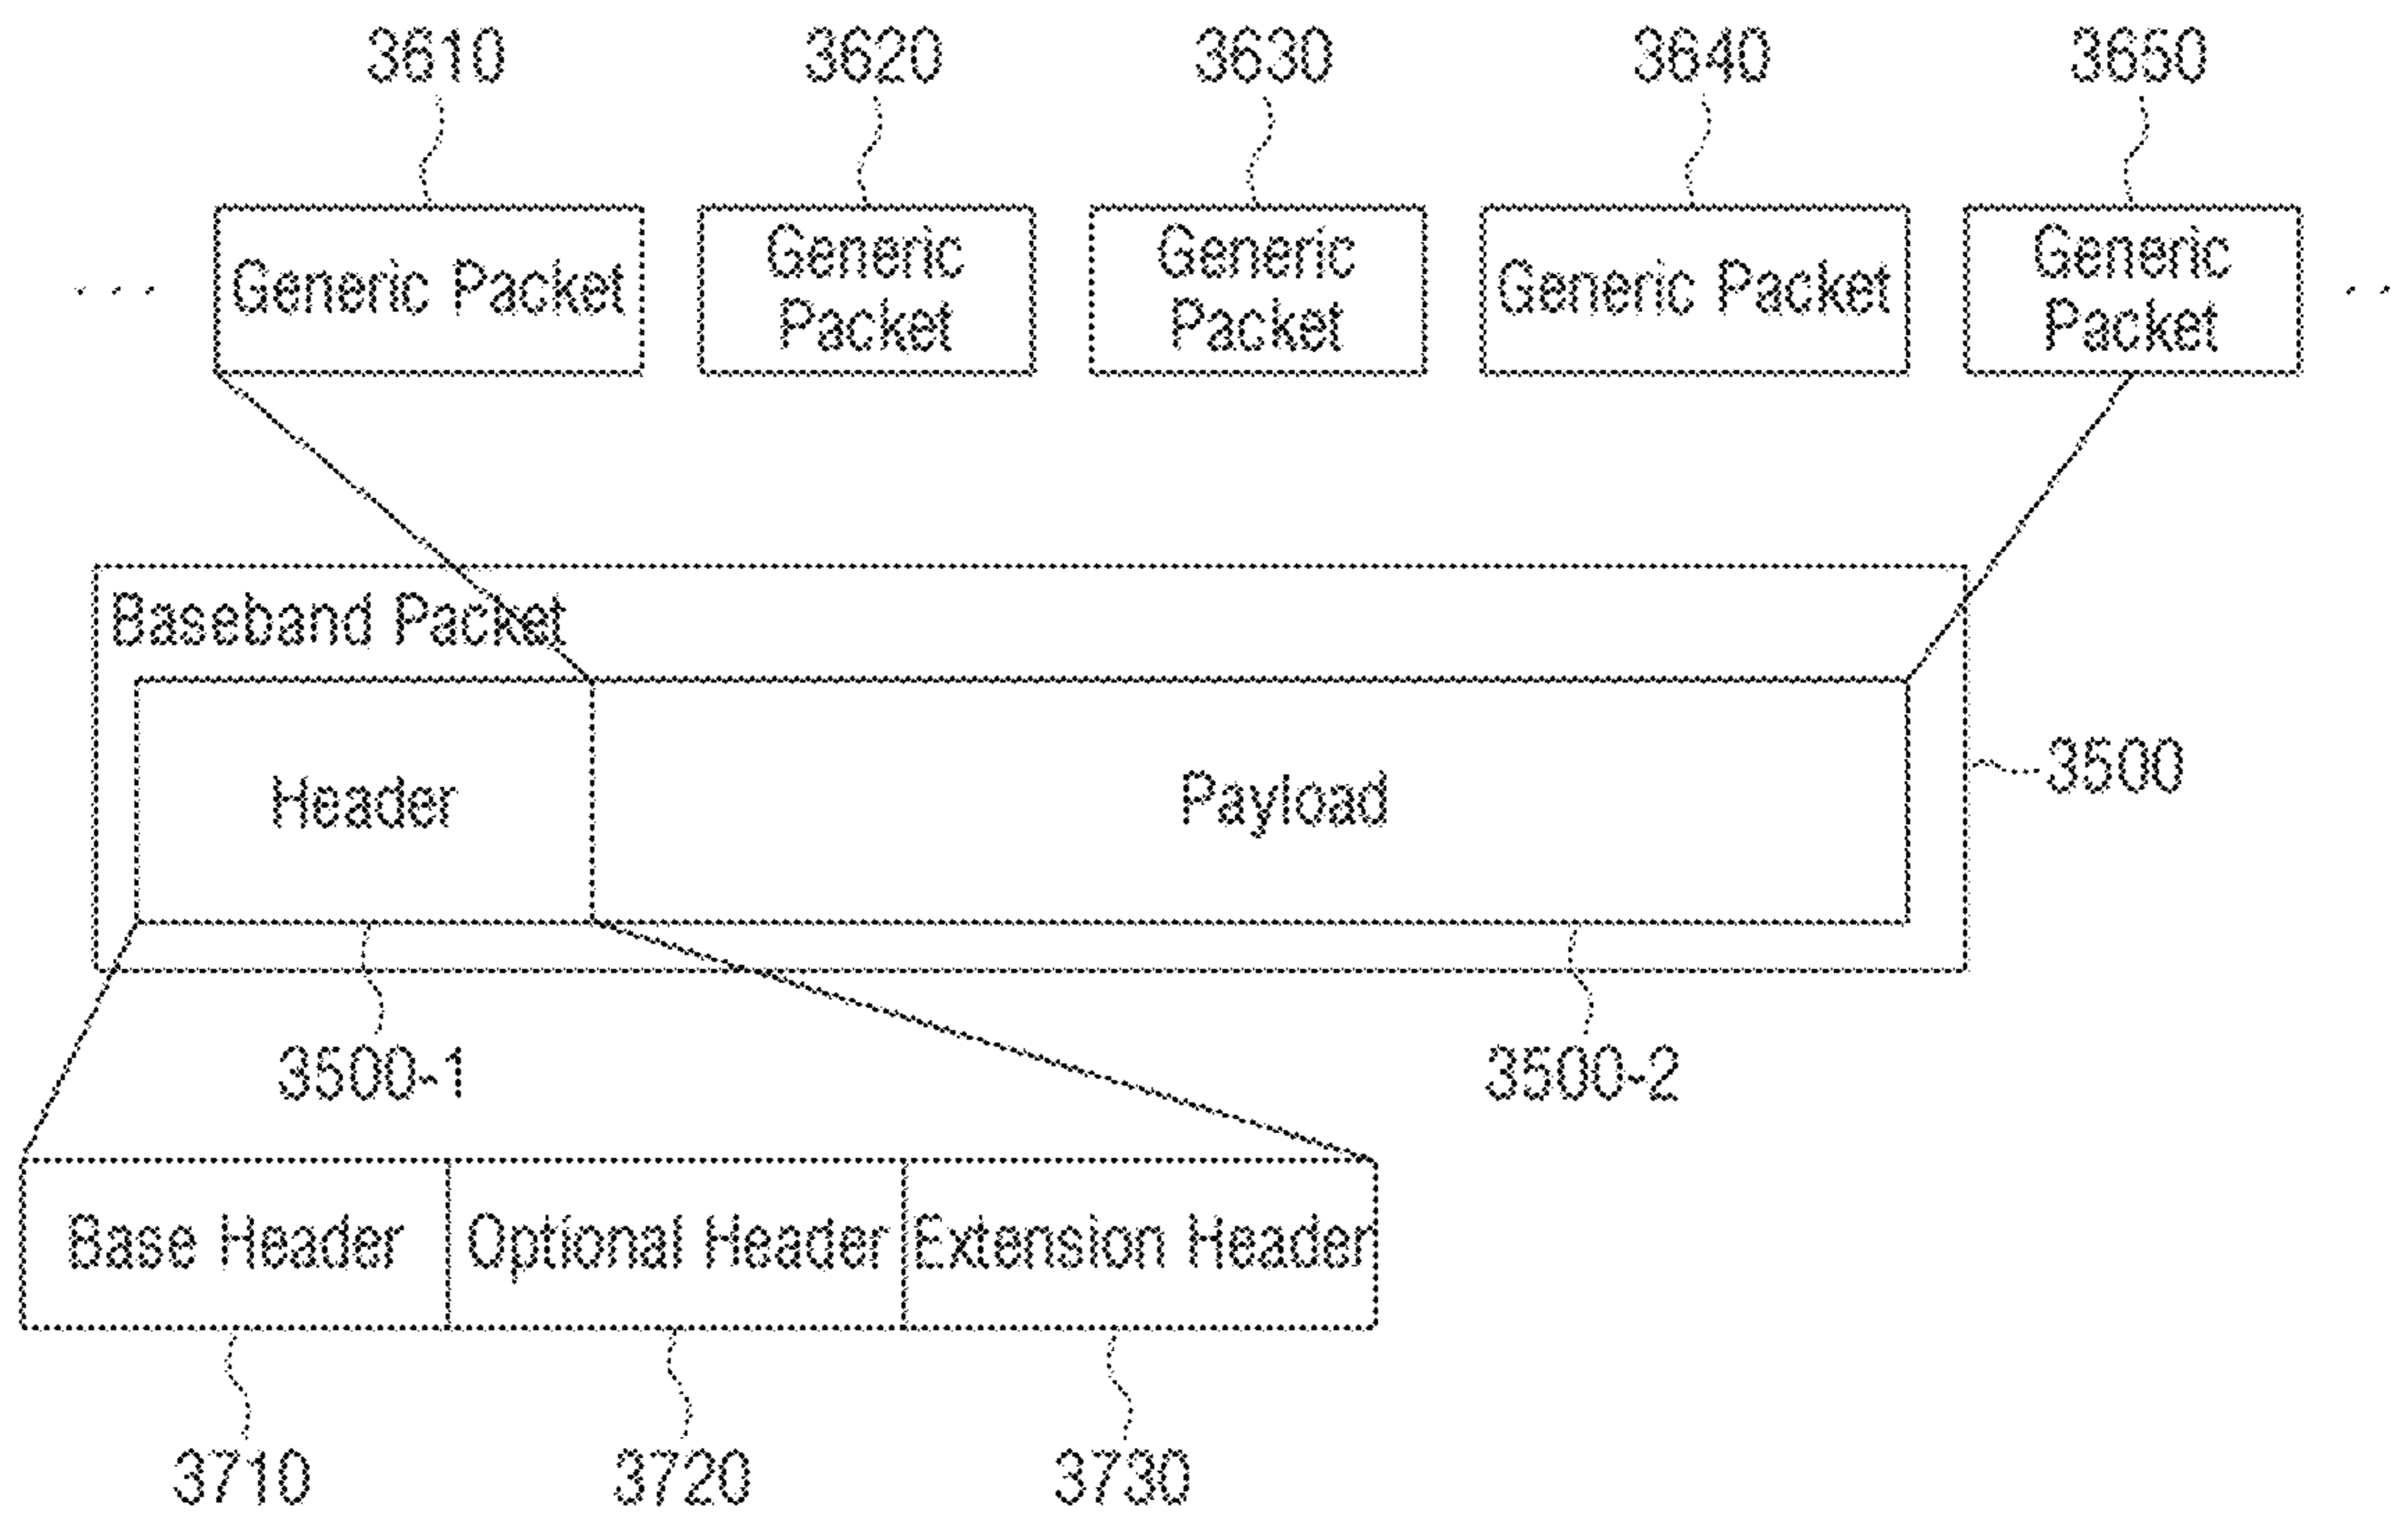 3610 3620 3630 3640 3650
Generic Packet
Generic
Packet
Generic
Packet
Generic Packet
Generic
Packet
. . .
. .
Baseband Packet
Header
Payload
3500
3500-1
3500-2
Base Header
Optional Header
Extension Header
3710
3720
3730